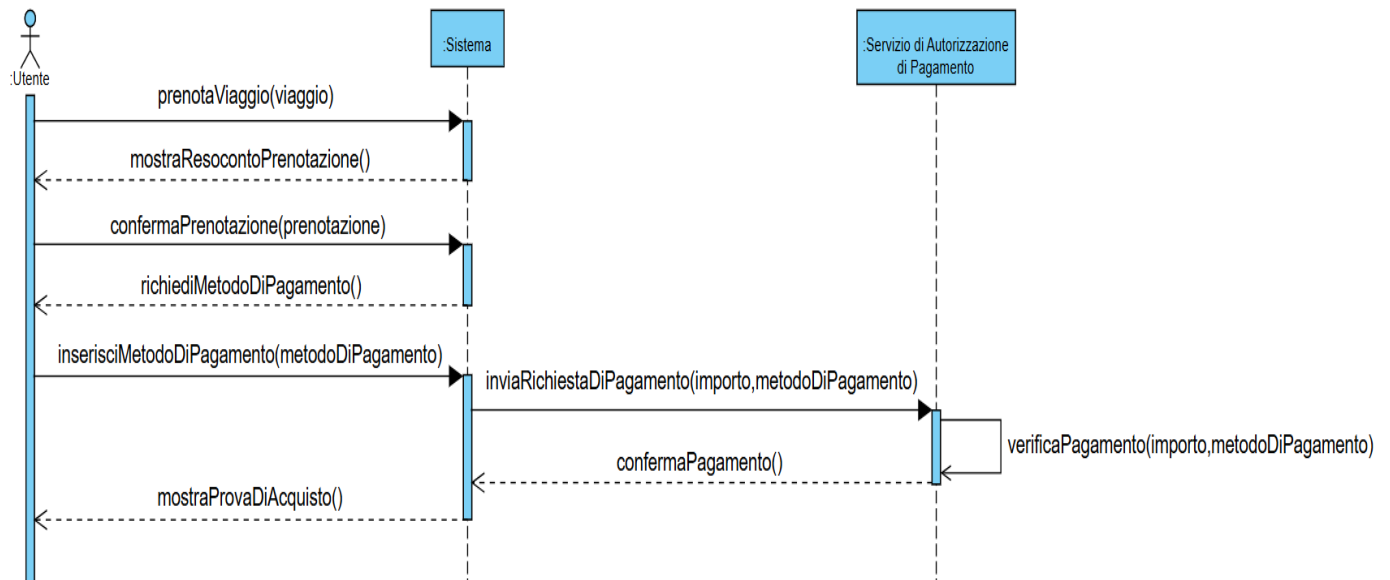 :Utente
:Sistema
:Servizio di Autorizzazione
di Pagamento
prenotaViaggio(viaggio)
mostraResocontoPrenotazione()
confermaPrenotazione(prenotazione)
richiediMetodoDiPagamento()
inserisciMetodoDiPagamento(metodoDiPagamento)
inviaRichiestaDiPagamento(importo,metodoDiPagamento)
verificaPagamento(importo,metodoDiPagamento)
confermaPagamento()
mostraProvaDiAcquisto()